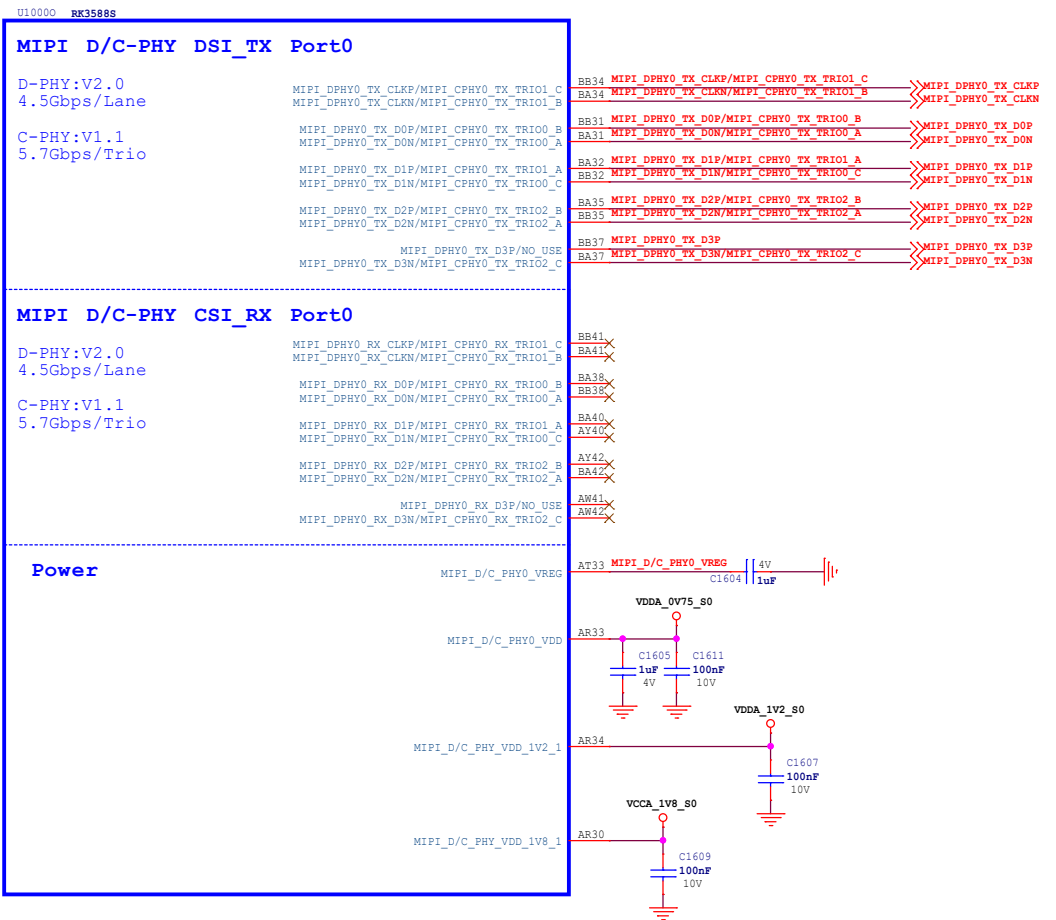 U1000O RK3588S
MIPI D/C-PHY DSI_TX Port0
D-PHY:V2.0
4.5Gbps/Lane
C-PHY:V1.1
5.7Gbps/Trio
MIPI_DPHY0_TX_CLKP/MIPI_CPHY0_TX_TRIO1_C BB34 MIPI_DPHY0_TX_CLKP/MIPI_CPHY0_TX_TRIO1_C MIPI_DPHY0_TX_CLKP
MIPI_DPHY0_TX_CLKN/MIPI_CPHY0_TX_TRIO1_B BA34 MIPI_DPHY0_TX_CLKN/MIPI_CPHY0_TX_TRIO1_B MIPI_DPHY0_TX_CLKN
MIPI_DPHY0_TX_D0P/MIPI_CPHY0_TX_TRIO0_B BB31 MIPI_DPHY0_TX_D0P/MIPI_CPHY0_TX_TRIO0_B MIPI_DPHY0_TX_D0P
MIPI_DPHY0_TX_D0N/MIPI_CPHY0_TX_TRIO0_A BA31 MIPI_DPHY0_TX_D0N/MIPI_CPHY0_TX_TRIO0_A MIPI_DPHY0_TX_D0N
MIPI_DPHY0_TX_D1P/MIPI_CPHY0_TX_TRIO1_A BA32 MIPI_DPHY0_TX_D1P/MIPI_CPHY0_TX_TRIO1_A MIPI_DPHY0_TX_D1P
MIPI_DPHY0_TX_D1N/MIPI_CPHY0_TX_TRIO0_C BB32 MIPI_DPHY0_TX_D1N/MIPI_CPHY0_TX_TRIO0_C MIPI_DPHY0_TX_D1N
MIPI_DPHY0_TX_D2P/MIPI_CPHY0_TX_TRIO2_B BA35 MIPI_DPHY0_TX_D2P/MIPI_CPHY0_TX_TRIO2_B MIPI_DPHY0_TX_D2P
MIPI_DPHY0_TX_D2N/MIPI_CPHY0_TX_TRIO2_A BB35 MIPI_DPHY0_TX_D2N/MIPI_CPHY0_TX_TRIO2_A MIPI_DPHY0_TX_D2N
MIPI_DPHY0_TX_D3P/NO_USE BB37 MIPI_DPHY0_TX_D3P MIPI_DPHY0_TX_D3P
MIPI_DPHY0_TX_D3N/MIPI_CPHY0_TX_TRIO2_C BA37 MIPI_DPHY0_TX_D3N/MIPI_CPHY0_TX_TRIO2_C MIPI_DPHY0_TX_D3N
MIPI D/C-PHY CSI_RX Port0
D-PHY:V2.0
4.5Gbps/Lane
C-PHY:V1.1
5.7Gbps/Trio
MIPI_DPHY0_RX_CLKP/MIPI_CPHY0_RX_TRIO1_C BB41
MIPI_DPHY0_RX_CLKN/MIPI_CPHY0_RX_TRIO1_B BA41
MIPI_DPHY0_RX_D0P/MIPI_CPHY0_RX_TRIO0_B BA38
MIPI_DPHY0_RX_D0N/MIPI_CPHY0_RX_TRIO0_A BB38
MIPI_DPHY0_RX_D1P/MIPI_CPHY0_RX_TRIO1_A BA40
MIPI_DPHY0_RX_D1N/MIPI_CPHY0_RX_TRIO0_C AY40
MIPI_DPHY0_RX_D2P/MIPI_CPHY0_RX_TRIO2_B AY42
MIPI_DPHY0_RX_D2N/MIPI_CPHY0_RX_TRIO2_A BA42
MIPI_DPHY0_RX_D3P/NO_USE AW41
MIPI_DPHY0_RX_D3N/MIPI_CPHY0_RX_TRIO2_C AW42
Power
MIPI_D/C_PHY0_VREG AT33 MIPI_D/C_PHY0_VREG C1604 4V
1uF
VDDA_0V75_S0
MIPI_D/C_PHY0_VDD AR33
C1605 C1611
1uF 100nF
4V 10V
VDDA_1V2_S0
MIPI_D/C_PHY_VDD_1V2_1 AR34
C1607
100nF
10V
VCCA_1V8_S0
MIPI_D/C_PHY_VDD_1V8_1 AR30
C1609
100nF
10V